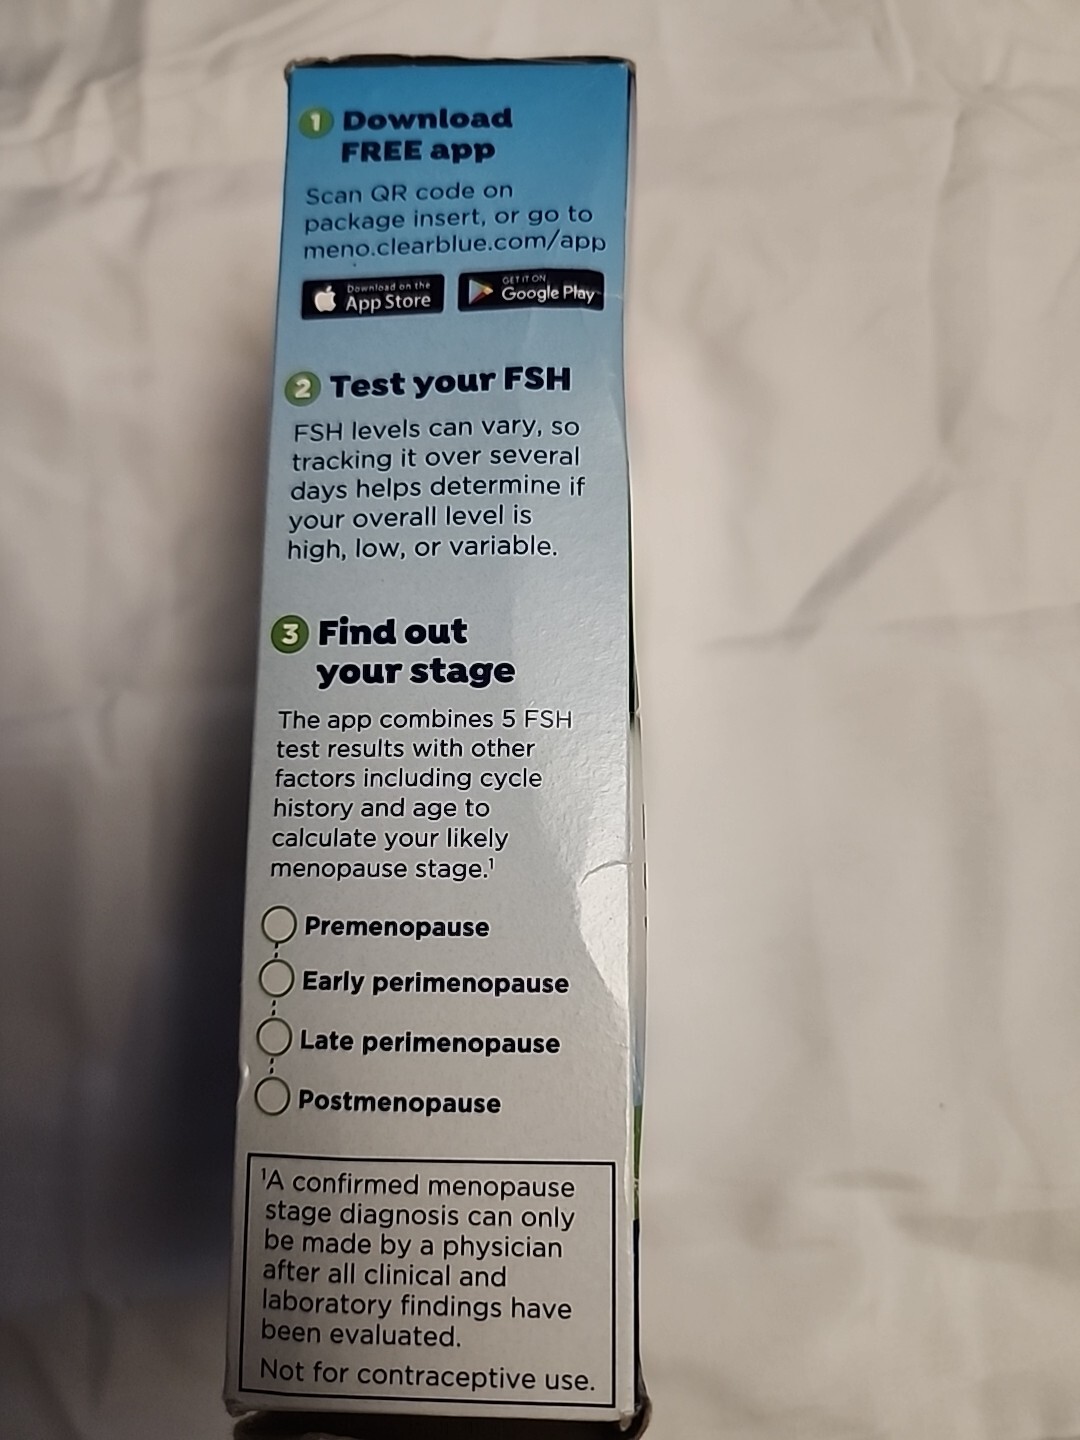 1 Download
FREE app
Scan QR code on
package insert, or go to
meno.clearblue.com/app
Download on the
App Store
GET IT ON
Google Play
2 Test your FSH
FSH levels can vary, so
tracking it over several
days helps determine if
your overall level is
high, low, or variable.
3 Find out
your stage
The app combines 5 FSH
test results with other
factors including cycle
history and age to
calculate your likely
menopause stage.¹
Premenopause
Early perimenopause
Late perimenopause
Postmenopause
¹A confirmed menopause
stage diagnosis can only
be made by a physician
after all clinical and
laboratory findings have
been evaluated.
Not for contraceptive use.